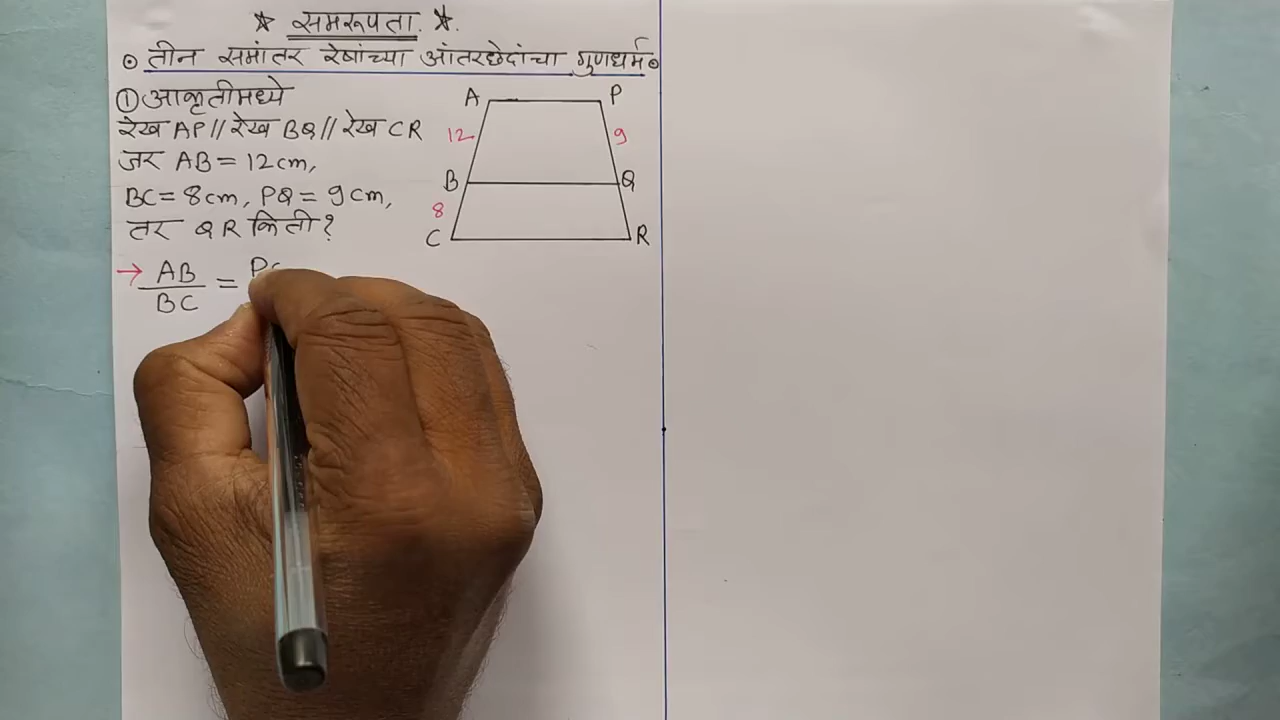 ★ समरूपता. ★.
⊙ तीन समांतर रेषांच्या आंतरछेदांचा गुणधर्म ⊙
① आकृतीमध्ये
रेख AP // रेख BQ // रेख CR
जर AB = 12 cm,
BC = 8 cm, PQ = 9 cm,
तर QR किती?
→ AB
BC =
A P
12 9
B Q
8
C R